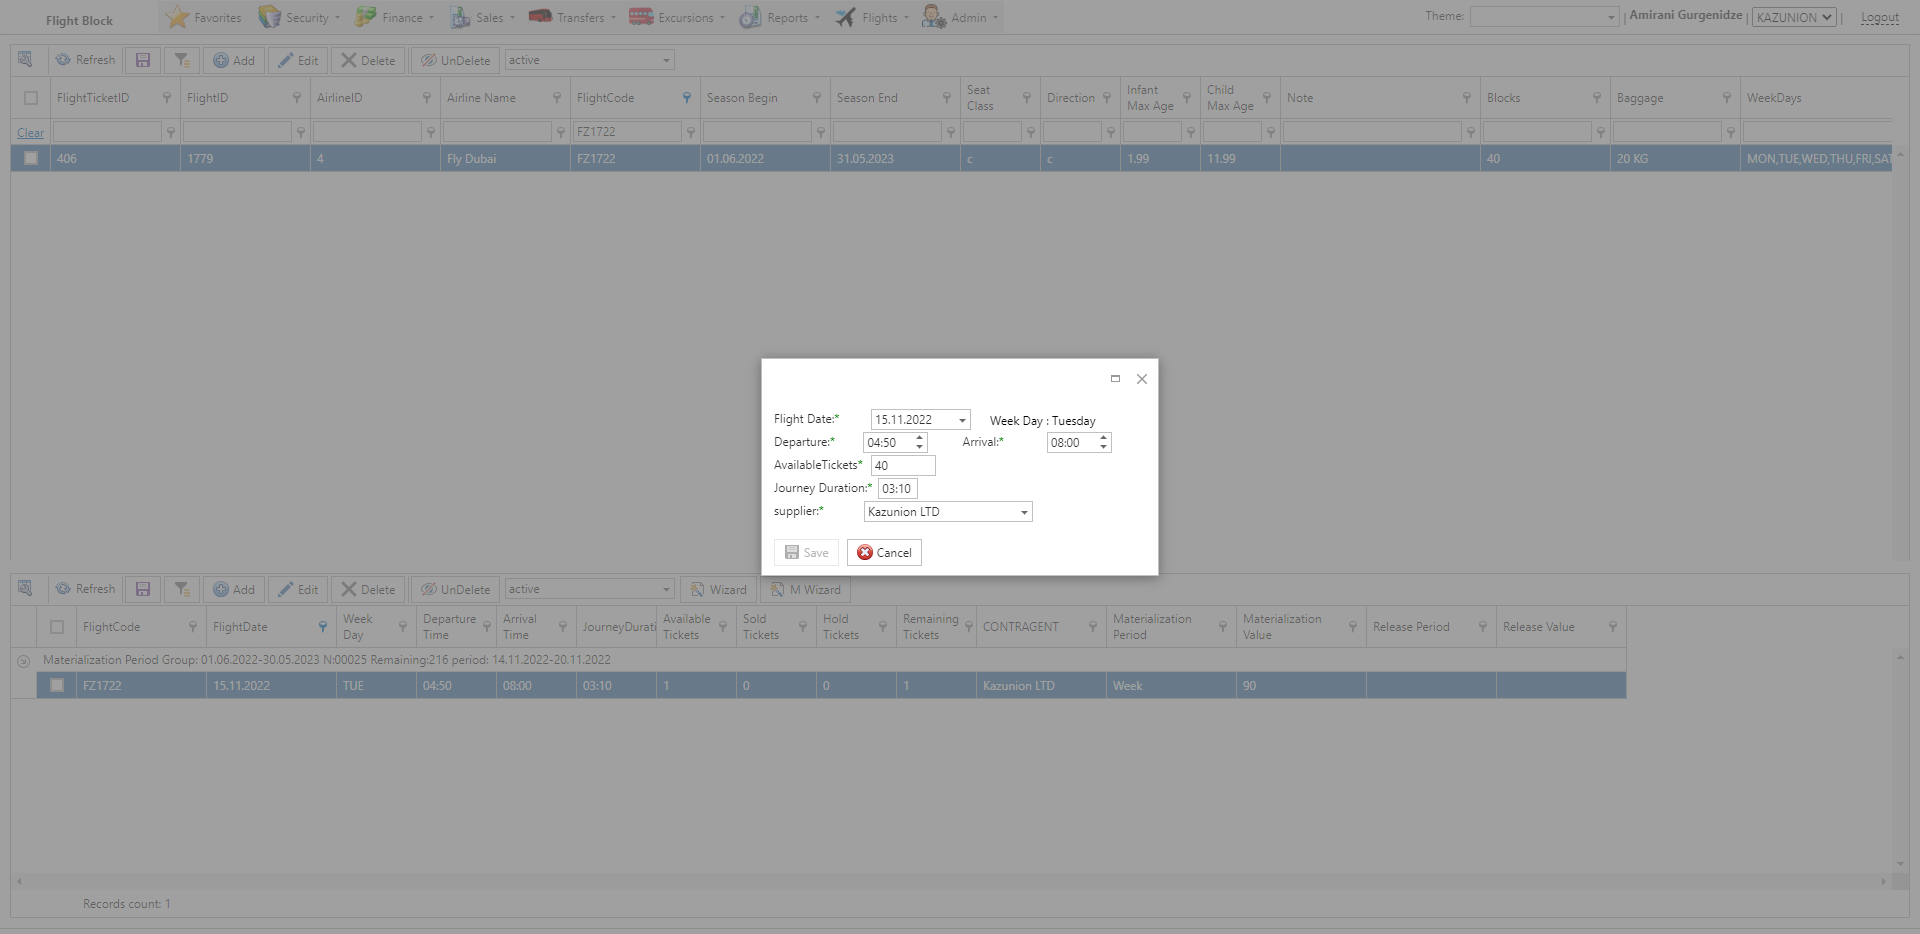 Flight Block Favorites Security Finance Sales Transfers Excursions Reports Flights Admin Theme: | Amirani Gurgenidze | KAZUNION | Logout
Refresh Add Edit Delete UnDelete active
FlightTicketID FlightID AirlineID Airline Name FlightCode Season Begin Season End Seat Class Direction Infant Max Age Child Max Age Note Blocks Baggage WeekDays
Clear FZ1722
406 1779 4 Fly Dubai FZ1722 01.06.2022 31.05.2023 c c 1.99 11.99 40 20 KG MON,TUE,WED,THU,FRI,SAT
Flight Date:* 15.11.2022 Week Day : Tuesday
Departure:* 04:50 Arrival:* 08:00
AvailableTickets* 40
Journey Duration:* 03:10
supplier:* Kazunion LTD
Save Cancel
Refresh Add Edit Delete UnDelete active Wizard M Wizard
FlightCode FlightDate Week Day Departure Time Arrival Time JourneyDurati Available Tickets Sold Tickets Hold Tickets Remaining Tickets CONTRAGENT Materialization Period Materialization Value Release Period Release Value
Materialization Period Group: 01.06.2022-30.05.2023 N:00025 Remaining:216 period: 14.11.2022-20.11.2022
FZ1722 15.11.2022 TUE 04:50 08:00 03:10 1 0 0 1 Kazunion LTD Week 90
Records count: 1